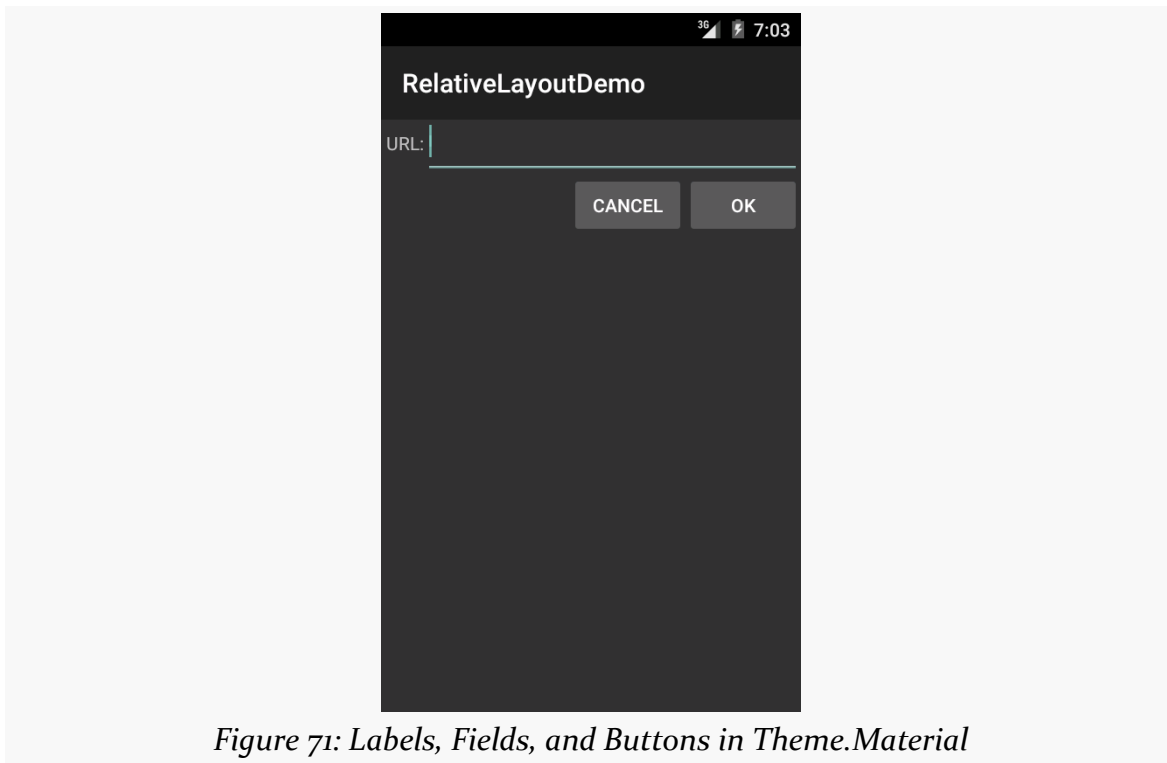 3G 7:03
RelativeLayoutDemo
URL:
CANCEL OK
Figure 71: Labels, Fields, and Buttons in Theme.Material